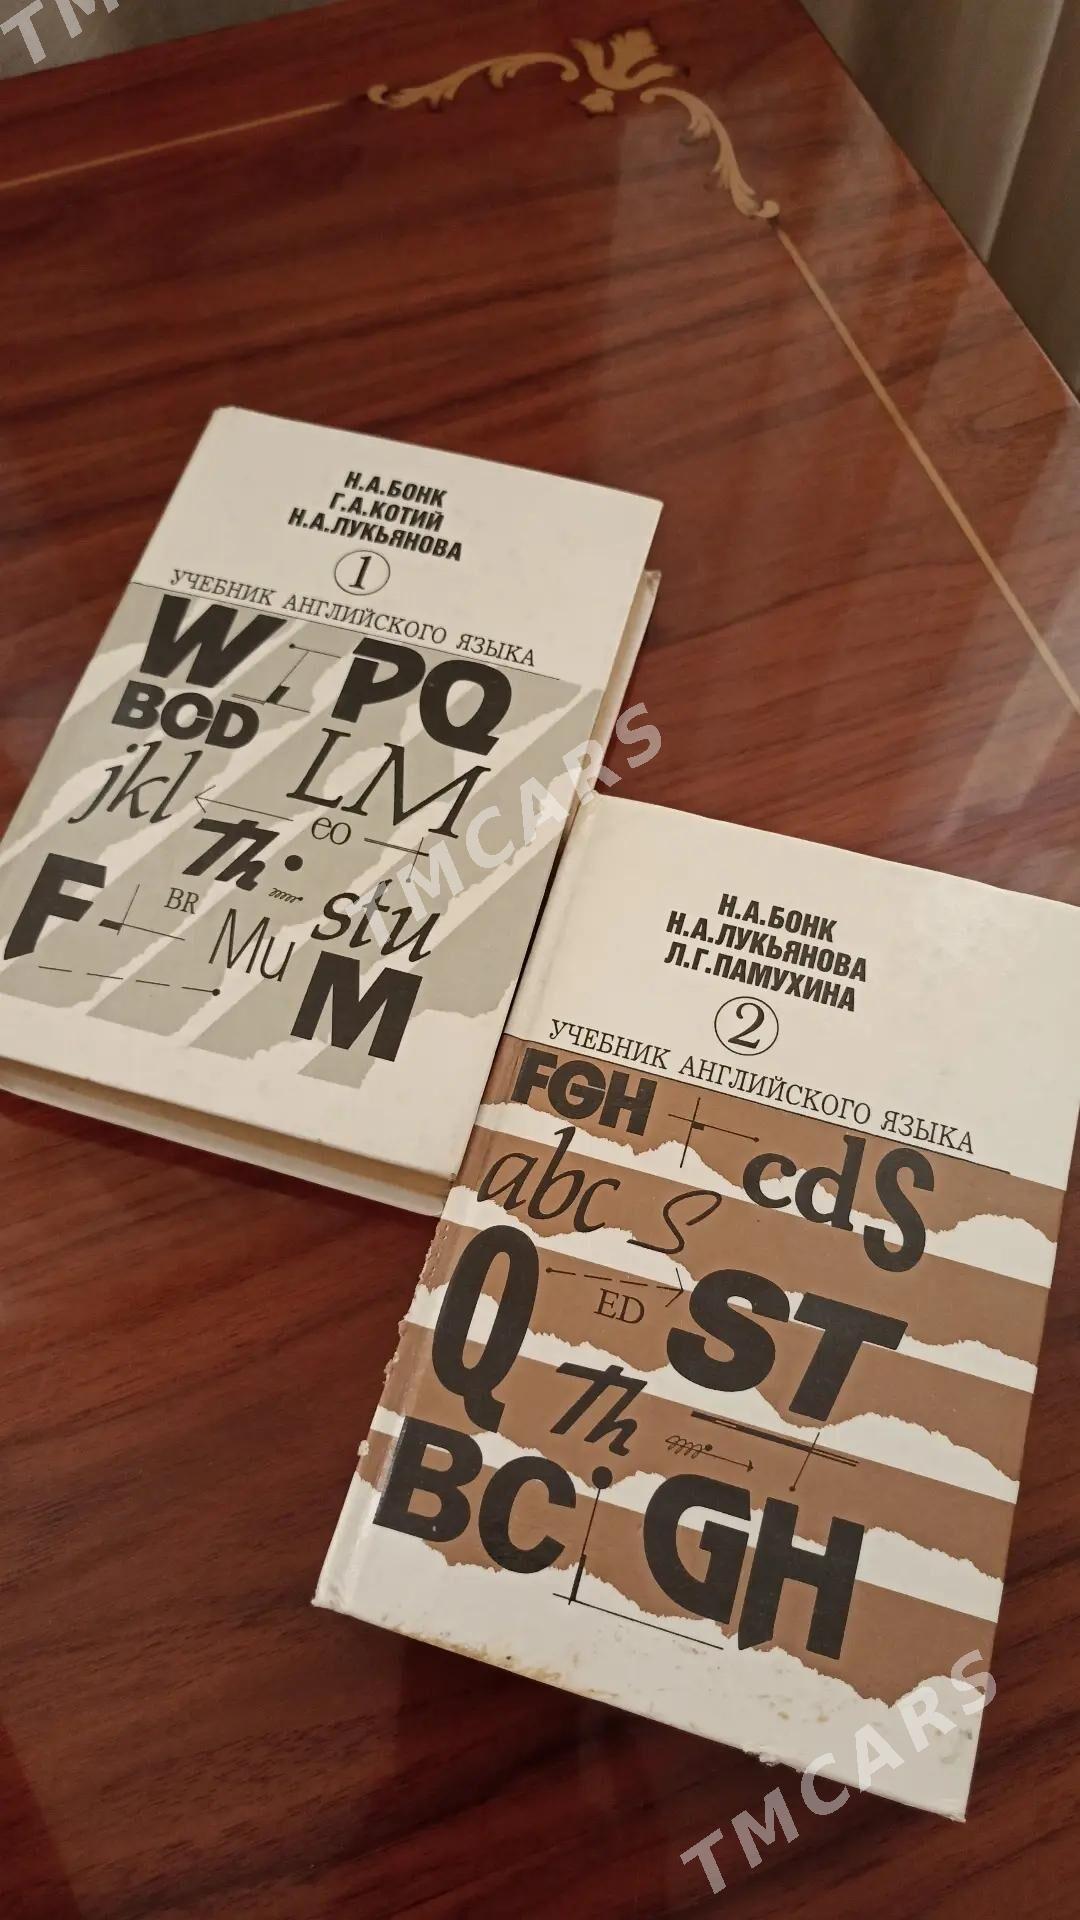 Н.А.БОНК
Г.А.КОТИЙ
Н.А.ЛУКЬЯНОВА
1
УЧЕБНИК АНГЛИЙСКОГО ЯЗЫКА
W I PQ
BCD
jkl
LM
eo
Th
stu
F
BR
Mu
M
Н.А.БОНК
Н.А.ЛУКЬЯНОВА
Л.Г.ПАМУХИНА
2
УЧЕБНИК АНГЛИЙСКОГО ЯЗЫКА
FGH
cdS
abc S
Q
ED
ST
Th
BC
GH
TMCARS
TMCARS